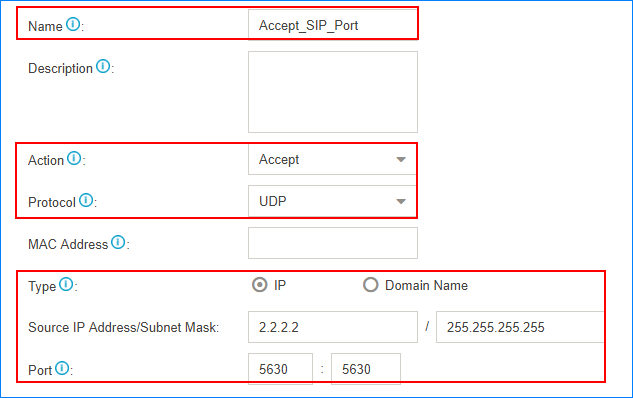 Name i: Accept_SIP_Port
Description i:
Action i: Accept
Protocol i: UDP
MAC Address i:
Type i: IP Domain Name
Source IP Address/Subnet Mask: 2.2.2.2 / 255.255.255.255
Port i: 5630 : 5630